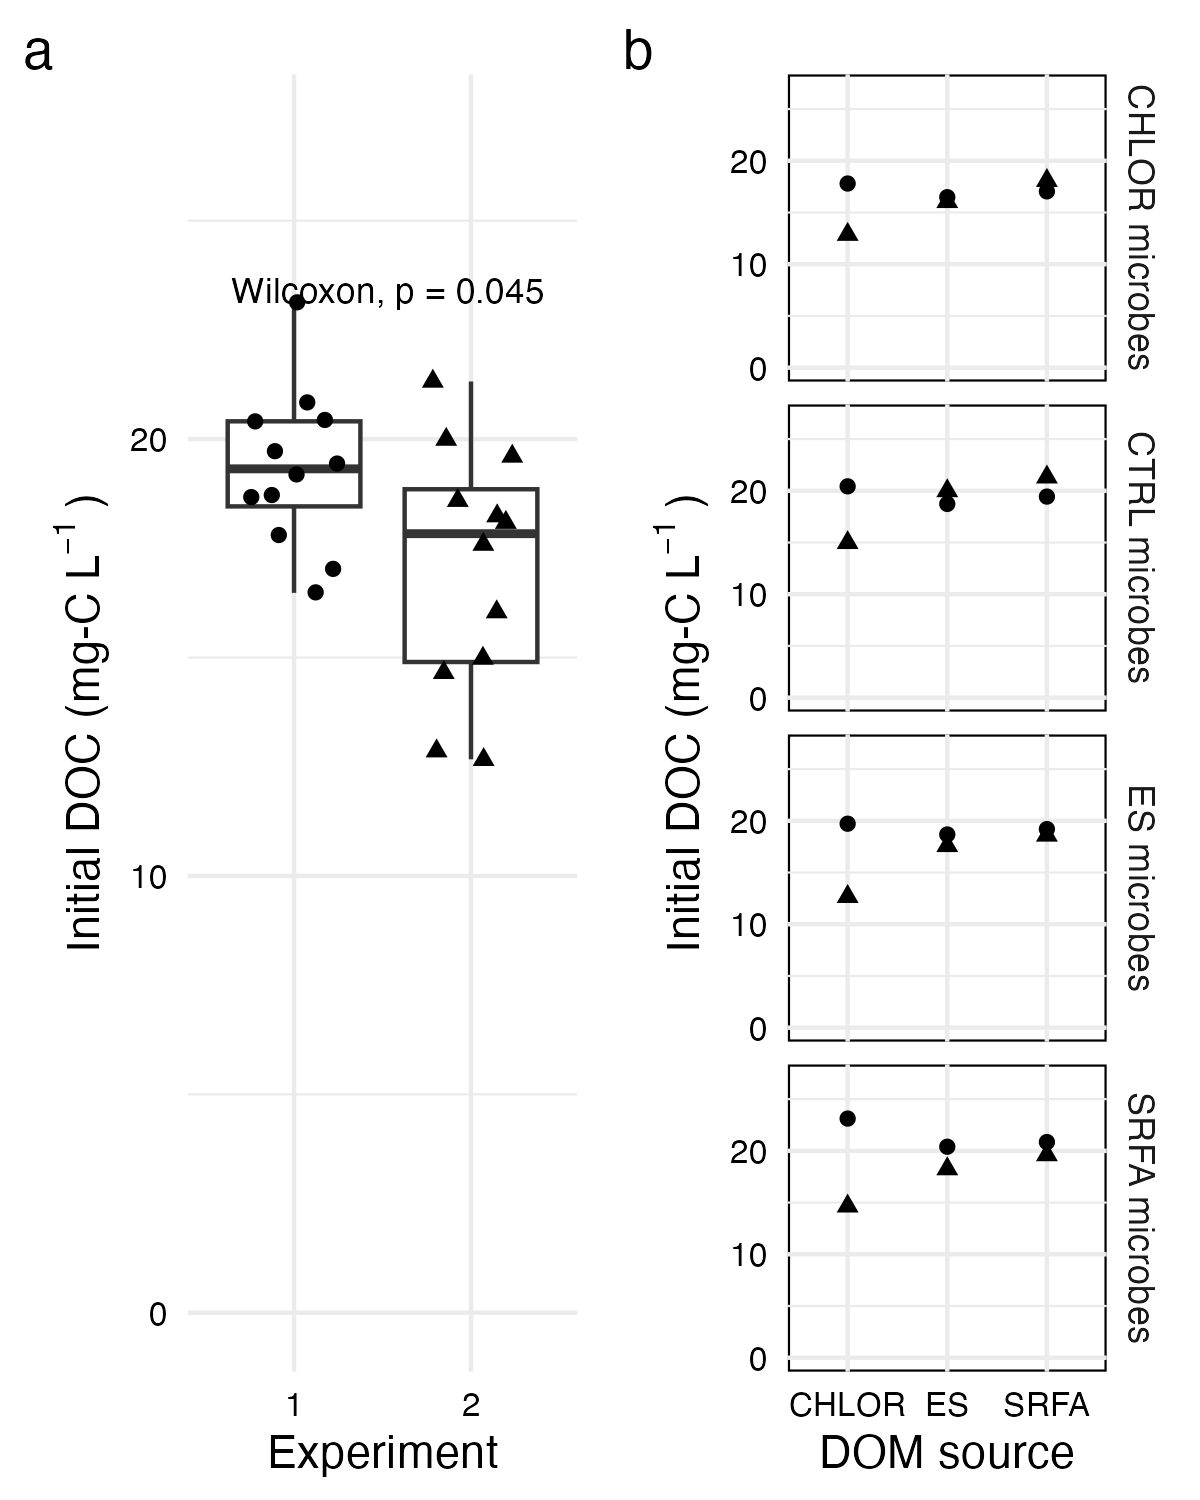 a
Wilcoxon, p = 0.045
20
10
0
Initial DOC (mg-C L⁻¹ )
1
2
Experiment
b
20
10
0
CHLOR microbes
20
10
0
CTRL microbes
20
10
0
ES microbes
20
10
0
SRFA microbes
Initial DOC (mg-C L⁻¹ )
CHLOR ES SRFA
DOM source